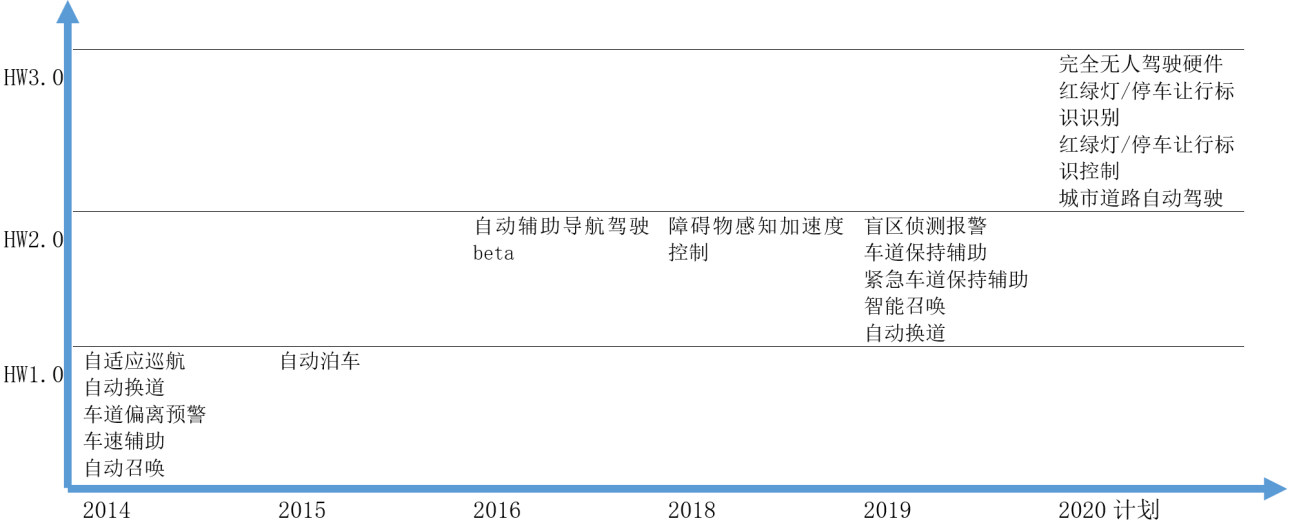 HW3.0
完全无人驾驶硬件
红绿灯/停车让行标
识识别
红绿灯/停车让行标
识控制
城市道路自动驾驶
HW2.0
自动辅助导航驾驶
beta
障碍物感知加速度
控制
盲区侦测报警
车道保持辅助
紧急车道保持辅助
智能召唤
自动换道
HW1.0
自适应巡航
自动换道
车道偏离预警
车速辅助
自动召唤
自动泊车
2014
2015
2016
2018
2019
2020 计划